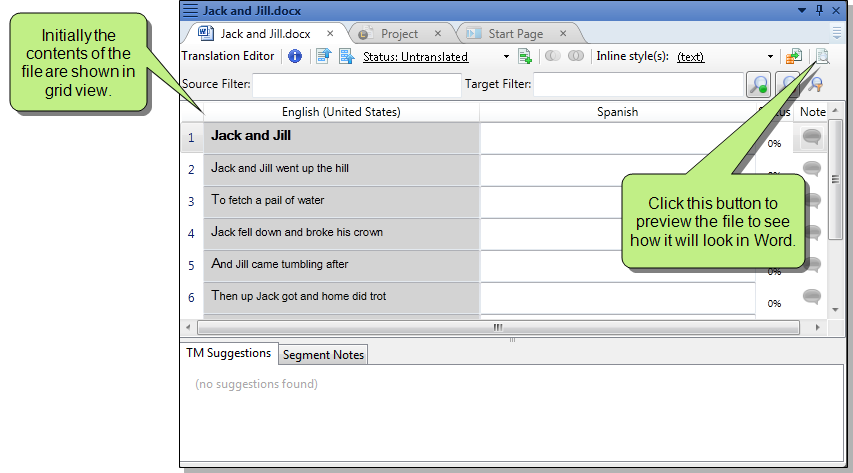 Jack and Jill.docx
Initially the
contents of the
file are shown in
grid view.
Jack and Jill.docx × Project × Start Page ×
Translation Editor Status: Untranslated Inline style(s): (text)
Source Filter: Target Filter:
English (United States) Spanish Note
1 Jack and Jill 0%
2 Jack and Jill went up the hill
3 To fetch a pail of water
4 Jack fell down and broke his crown
5 And Jill came tumbling after 0%
6 Then up Jack got and home did trot 0%
Click this button to
preview the file to see
how it will look in Word.
TM Suggestions Segment Notes
(no suggestions found)